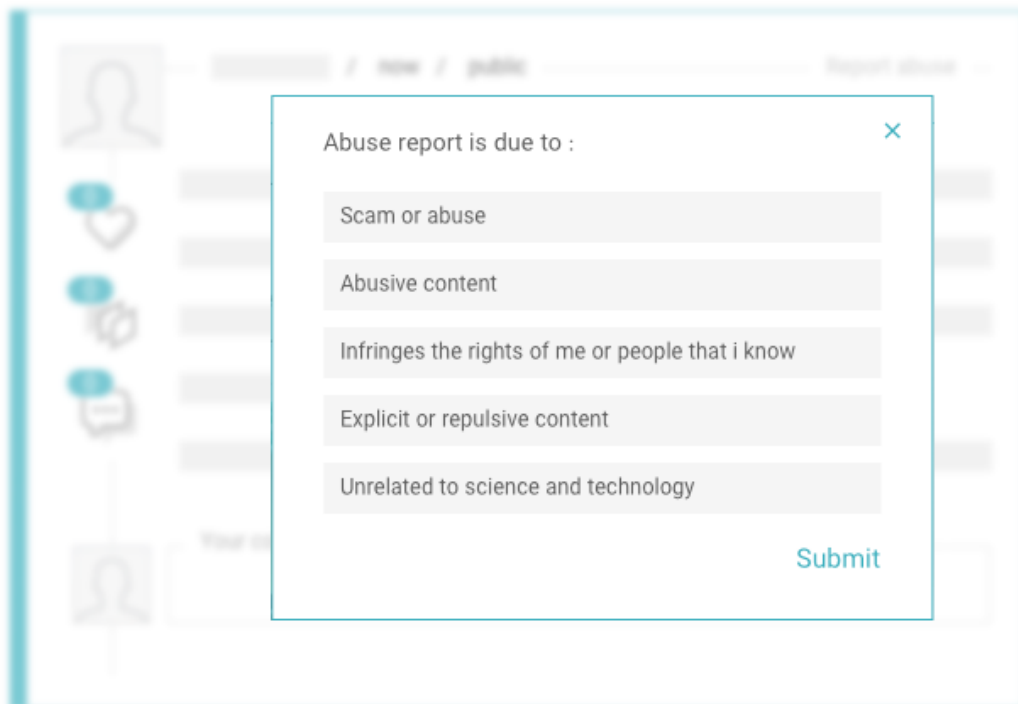 / now / public
Report abuse
Abuse report is due to :
Scam or abuse
Abusive content
Infringes the rights of me or people that i know
Explicit or repulsive content
Unrelated to science and technology
Your
Submit